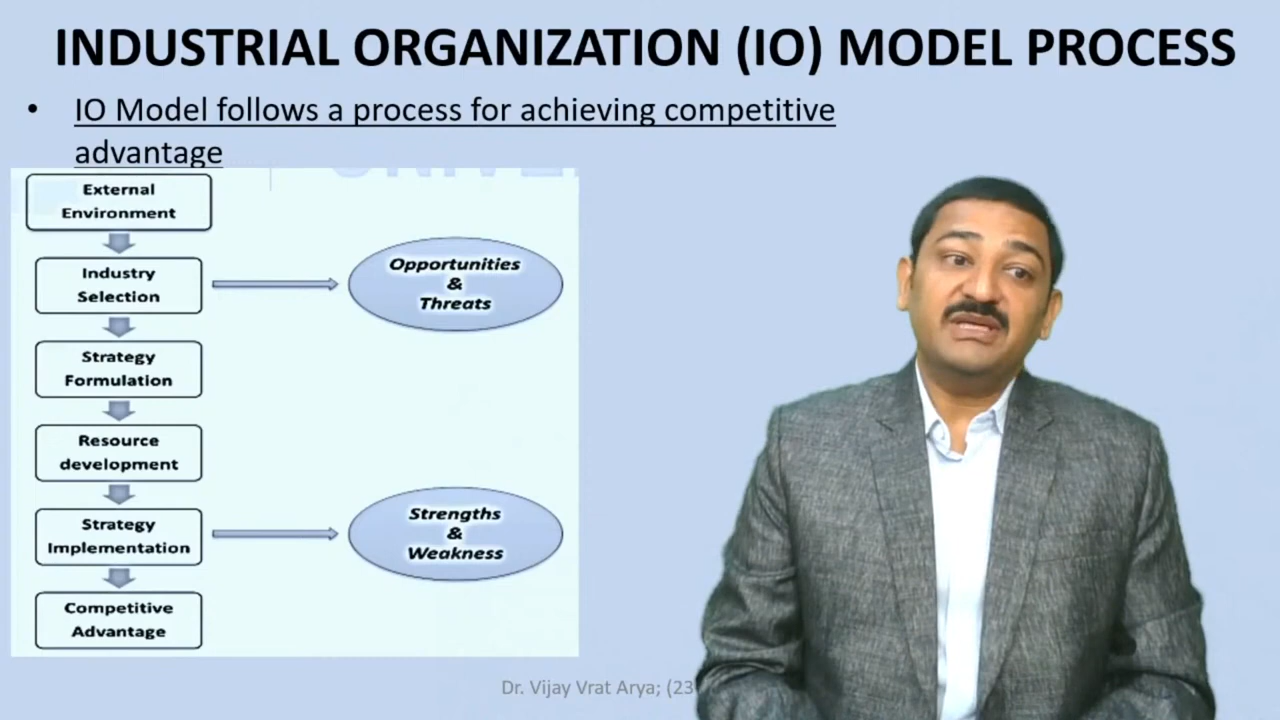 INDUSTRIAL ORGANIZATION (IO) MODEL PROCESS
• IO Model follows a process for achieving competitive
advantage
External
Environment
Industry
Selection
Opportunities
&
Threats
Strategy
Formulation
Resource
development
Strategy
Implementation
Strengths
&
Weakness
Competitive
Advantage
Dr. Vijay Vrat Arya; (23